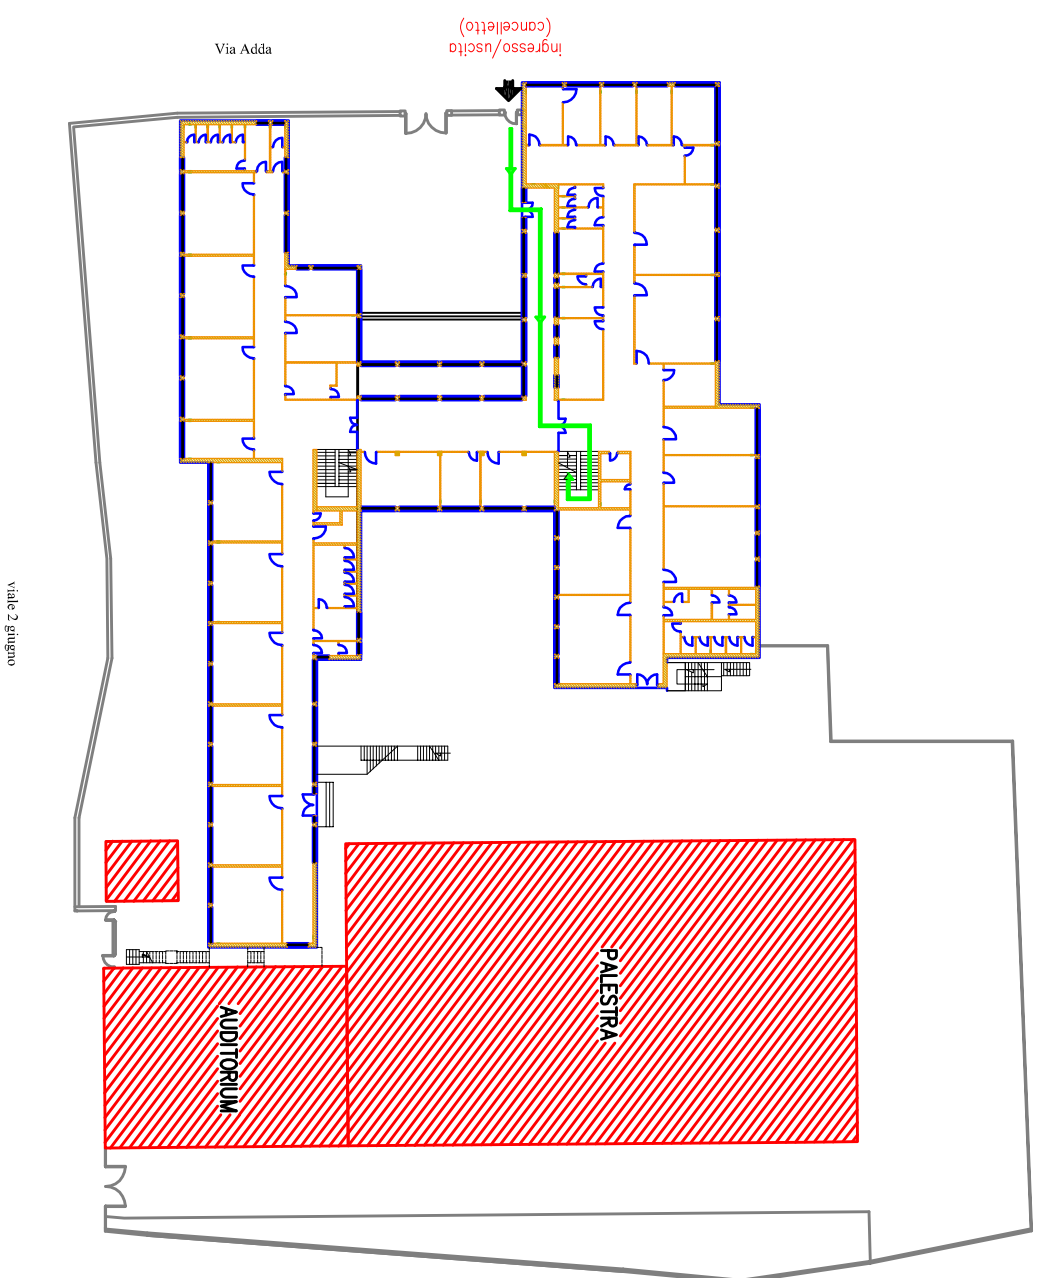 Via Adda
ingresso/uscita
(cancelletto)
viale 2 giugno
PALESTRA
AUDITORIUM